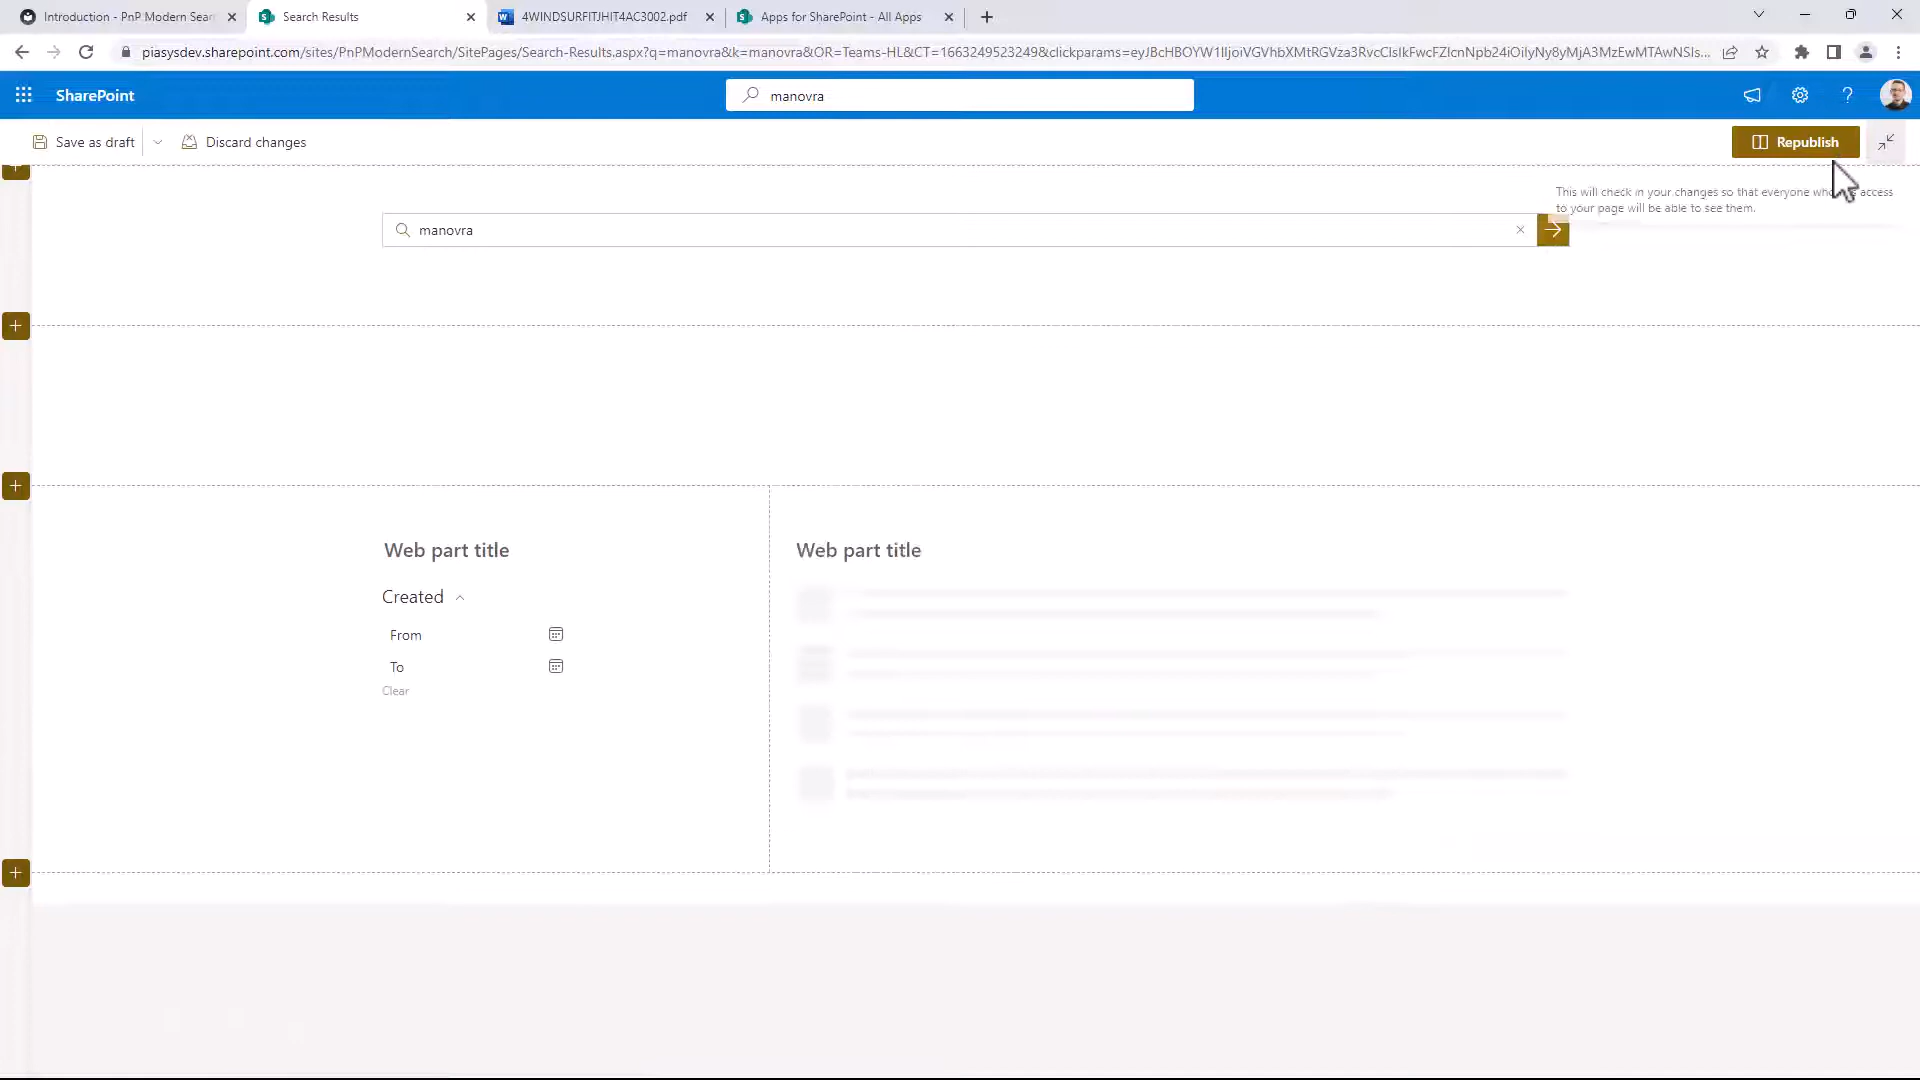 Introduction - PnP Modern Sear
Search Results
4WINDSURFITJHIT4AC3002.pdf
Apps for SharePoint - All Apps
piasysdev.sharepoint.com/sites/PnPModernSearch/SitePages/Search-Results.aspx?q=manovra&k=manovra&OR=Teams-HL&CT=1663249523249&clickparams=
SharePoint
manovra
Save as draft
Discard changes
Republish
This will check in your changes so that everyone who access
to your page will be able to see them.
manovra
Web part title
Web part title
Created
From
To
Clear